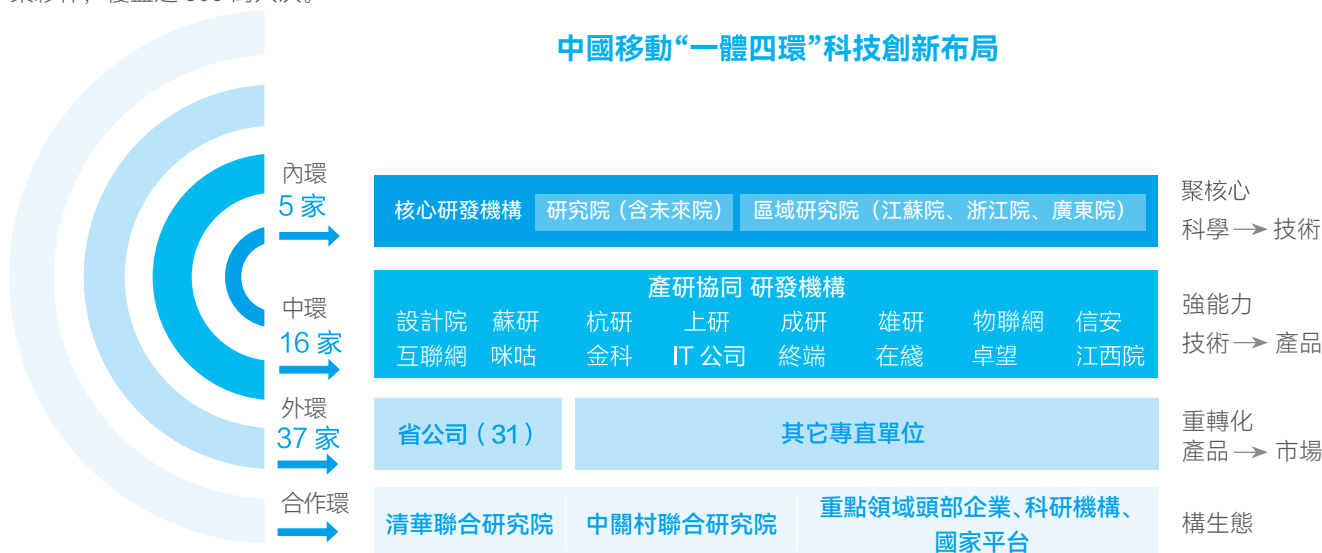 中國移動“一體四環”科技創新布局
內環
5 家
核心研發機構
研究院（含未來院）
區域研究院（江蘇院、浙江院、廣東院）
聚核心
科學 → 技術
中環
16 家
產研協同 研發機構
設計院 蘇研 杭研 上研 成研 雄研 物聯網 信安
互聯網 咪咕 金科 IT 公司 終端 在綫 卓望 江西院
強能力
技術 → 產品
外環
37 家
省公司（31）
其它專直單位
重轉化
產品 → 市場
合作環
清華聯合研究院
中關村聯合研究院
重點領域頭部企業、科研機構、
國家平台
構生態